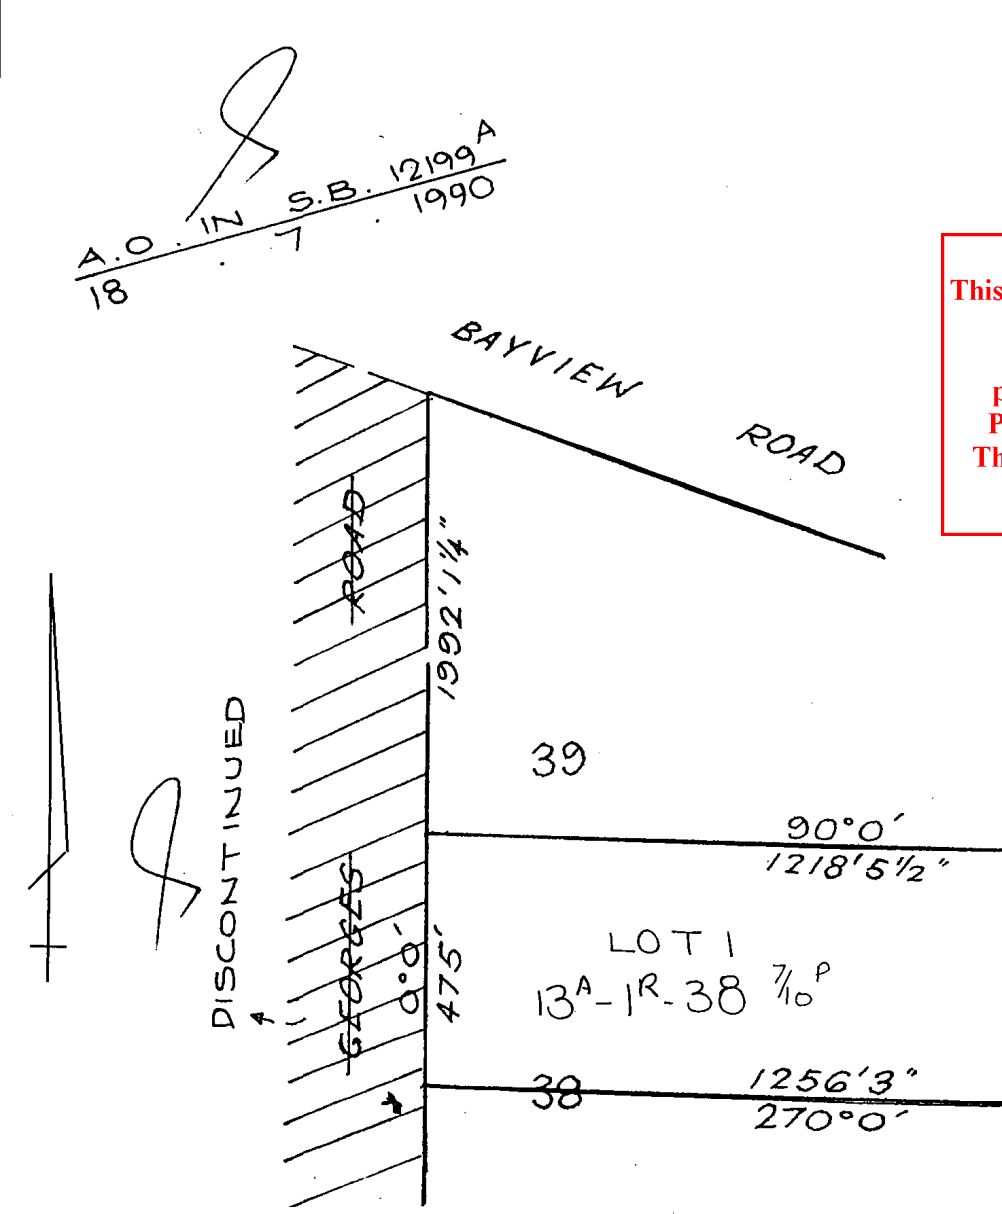 A.O. IN S.B. 12199A
18 . 7 . 1990
This
p
P
Th
BAYVIEW ROAD
ROAD
1992'1¼"
DISCONTINUED
39
90°0´
1218'5½"
GEORGES
0°0´
475'
LOT 1
13A-1R-38 7/10P
1256'3"
38
270°0´